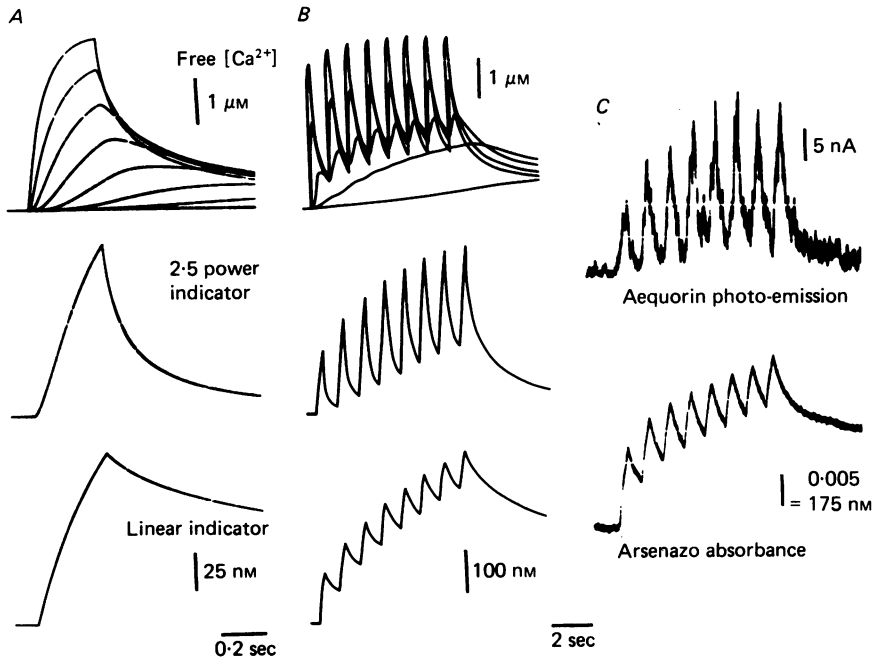 A
Free [Ca²⁺]
1 μM
2·5 power
indicator
Linear indicator
25 nM
0·2 sec
B
1 μM
100 nM
2 sec
C
5 nA
Aequorin photo-emission
0·005
= 175 nM
Arsenazo absorbance